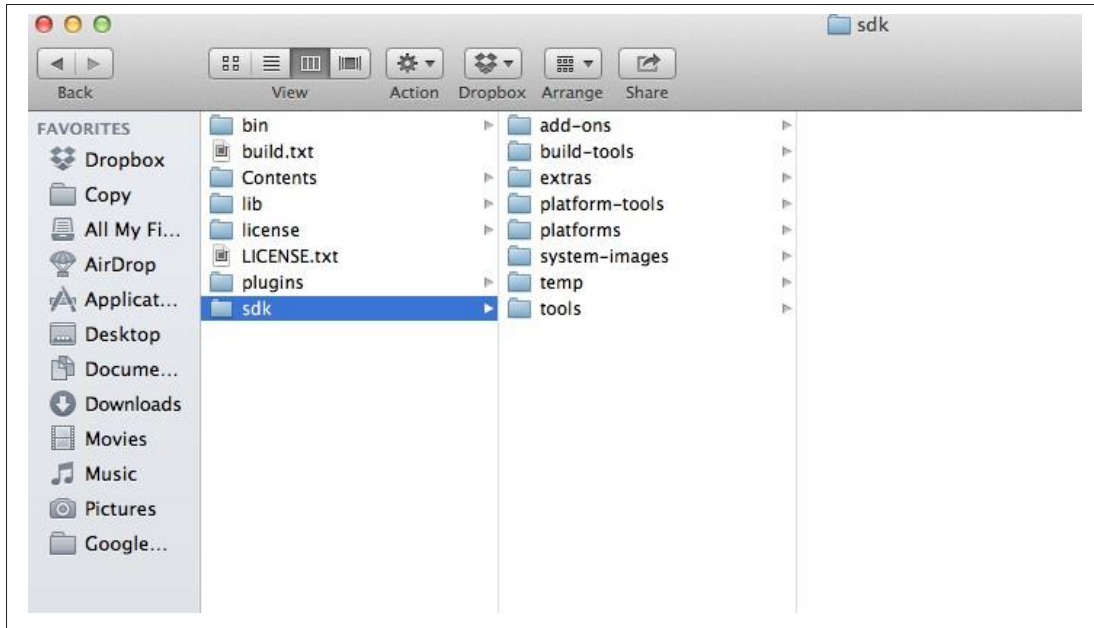 sdk
Back
View
Action
Dropbox
Arrange
Share
FAVORITES
Dropbox
Copy
All My Fi...
AirDrop
Applicat...
Desktop
Docume...
Downloads
Movies
Music
Pictures
Google...
bin
build.txt
Contents
lib
license
LICENSE.txt
plugins
sdk
add-ons
build-tools
extras
platform-tools
platforms
system-images
temp
tools